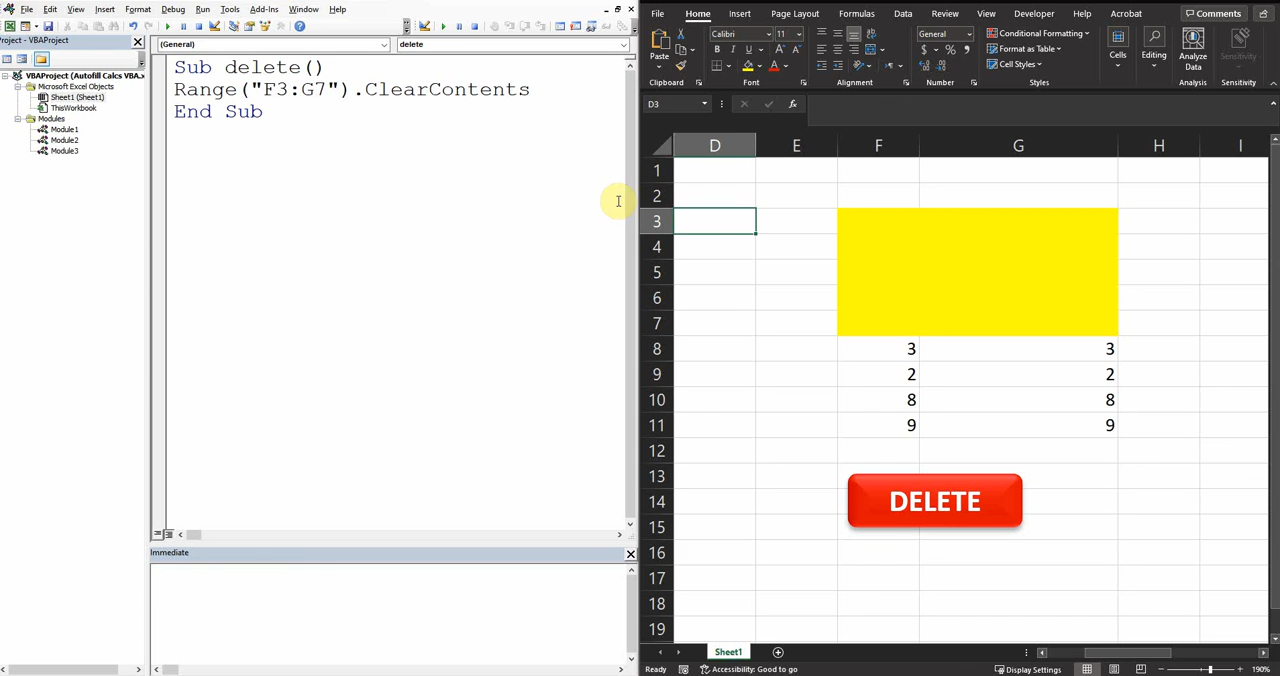 File Edit View Insert Format Debug Run Tools Add-Ins Window Help
Project - VBAProject
VBAProject (Autofill Calcs VBA.x
Microsoft Excel Objects
Sheet1 (Sheet1)
ThisWorkbook
Modules
Module1
Module2
Module3
(General) delete
Sub delete()
Range("F3:G7").ClearContents
End Sub
Immediate
File Home Insert Page Layout Formulas Data Review View Developer Help Acrobat Comments
Calibri 11 General Conditional Formatting
Format as Table
Cell Styles
Paste Cells Editing Analyze Data Sensitivity
Clipboard Font Alignment Number Styles Analysis Sensitivity
D3 fx
D E F G H I
1
2
3
4
5
6
7
8 3 3
9 2 2
10 8 8
11 9 9
12
13
14
15
16
17
18
19
DELETE
Sheet1
Ready Accessibility: Good to go Display Settings 190%